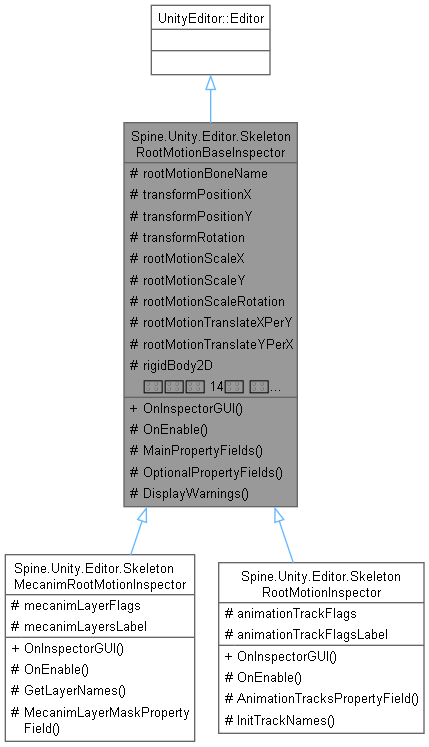 UnityEditor::Editor
Spine.Unity.Editor.Skeleton
RootMotionBaseInspector
# rootMotionBoneName
# transformPositionX
# transformPositionY
# transformRotation
# rootMotionScaleX
# rootMotionScaleY
# rootMotionScaleRotation
# rootMotionTranslateXPerY
# rootMotionTranslateYPerX
# rigidBody2D
14 ...
+ OnInspectorGUI()
# OnEnable()
# MainPropertyFields()
# OptionalPropertyFields()
# DisplayWarnings()
Spine.Unity.Editor.Skeleton
MecanimRootMotionInspector
# mecanimLayerFlags
# mecanimLayersLabel
+ OnInspectorGUI()
# OnEnable()
# GetLayerNames()
# MecanimLayerMaskProperty
Field()
Spine.Unity.Editor.Skeleton
RootMotionInspector
# animationTrackFlags
# animationTrackFlagsLabel
+ OnInspectorGUI()
# OnEnable()
# AnimationTracksPropertyField()
# InitTrackNames()